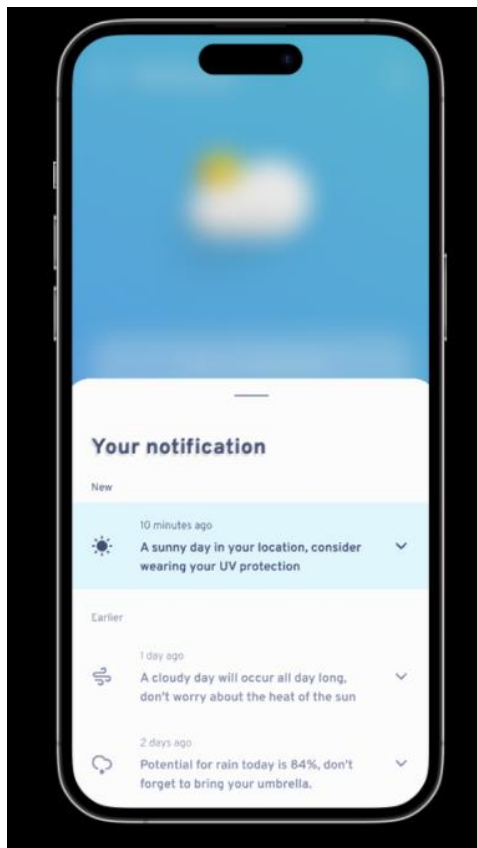 Your notification
New
10 minutes ago
A sunny day in your location, consider
wearing your UV protection
Earlier
1 day ago
A cloudy day will occur all day long,
don't worry about the heat of the sun
2 days ago
Potential for rain today is 84%, don't
forget to bring your umbrella.